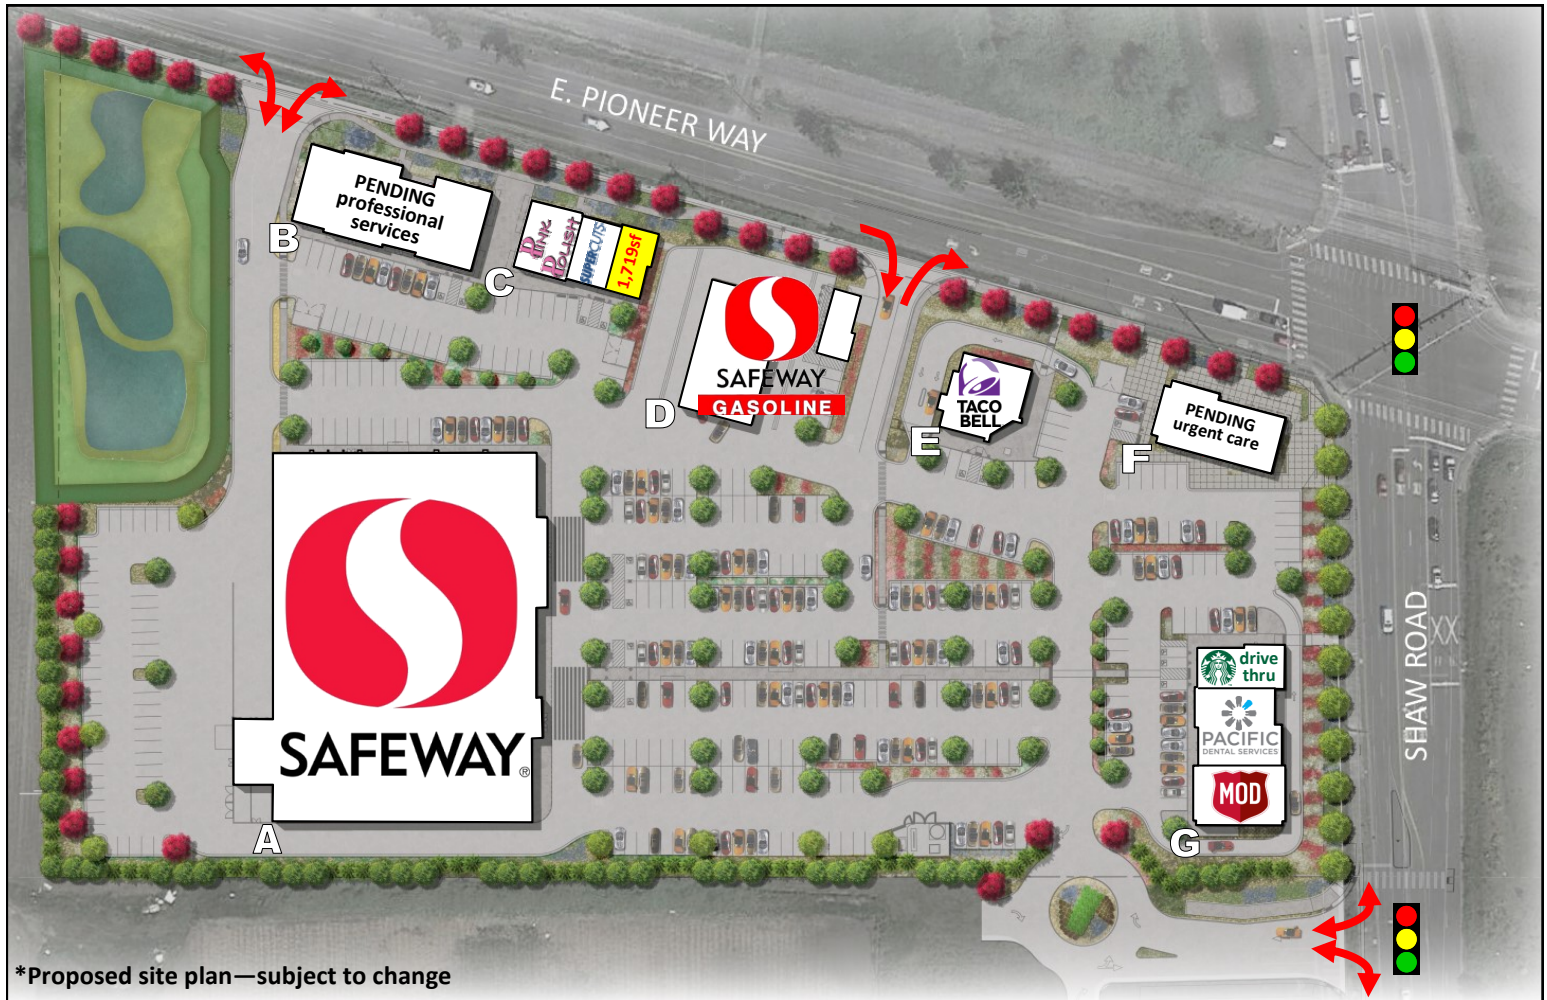 E. PIONEER WAY
PENDING
professional
services
B
PINK
POLISH
SUPERCUTS
1,719sf
C
SAFEWAY
GASOLINE
D
TACO
BELL
E
PENDING
urgent care
F
SAFEWAY®
A
drive
thru
PACIFIC
DENTAL SERVICES
MOD
G
SHAW ROAD
*Proposed site plan—subject to change